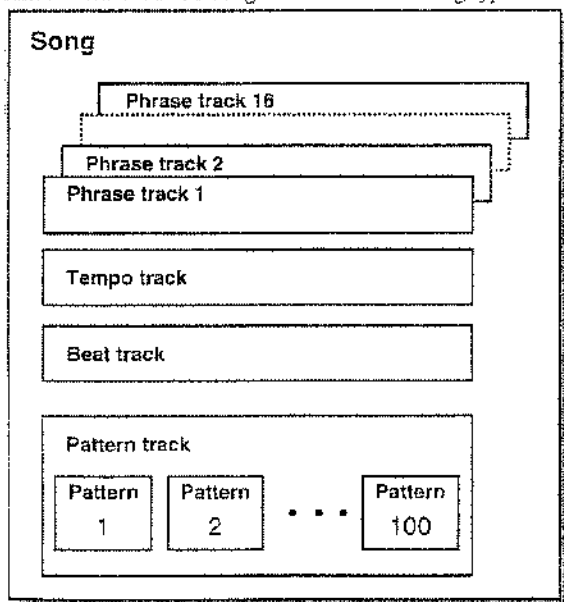 Song
Phrase track 16
Phrase track 2
Phrase track 1
Tempo track
Beat track
Pattern track
Pattern Pattern Pattern
1 2 . . . 100